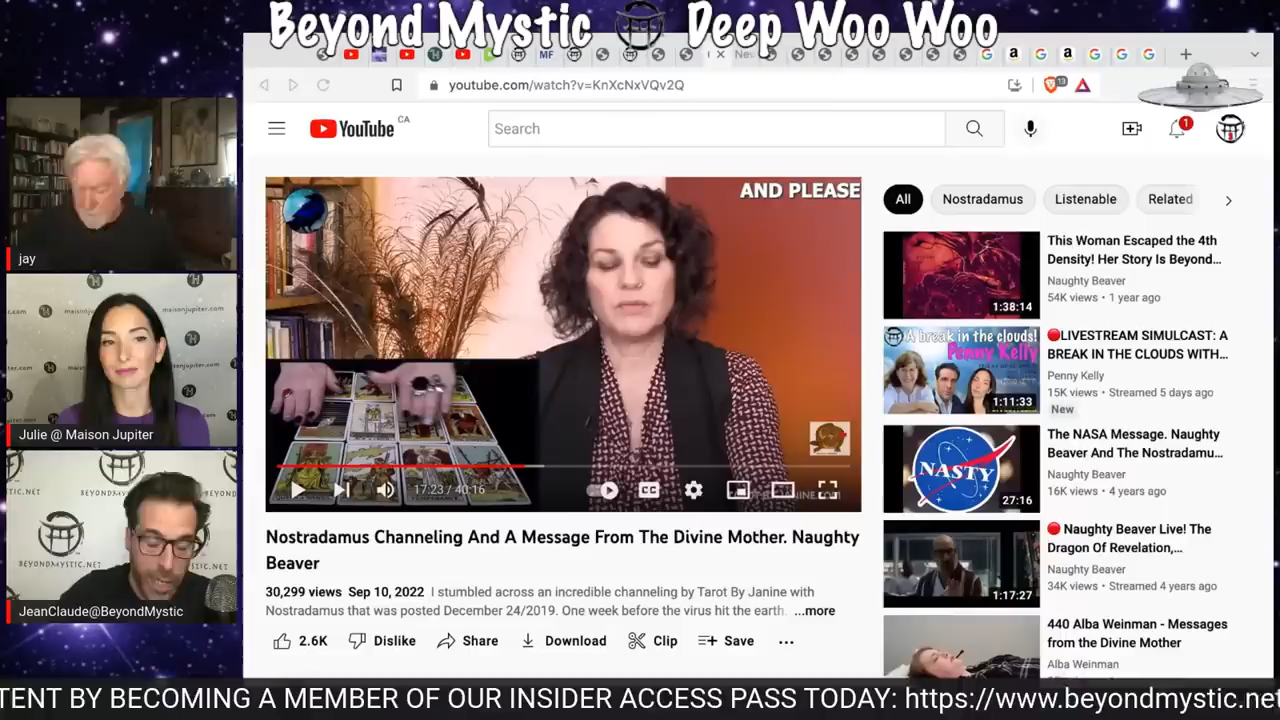 Beyond Mystic Deep Woo Woo
MF
youtube.com/watch?v=KnXcNxVQv2Q
13
YouTube CA
Search
1
jay
maisonjupiter.com
Julie @ Maison Jupiter
BEYONDMYSTIC.NET
JeanClaude@BeyondMystic
AND PLEASE
17:23 / 40:16
CC
Nostradamus Channeling And A Message From The Divine Mother. Naughty
Beaver
30,299 views Sep 10, 2022 I stumbled across an incredible channeling by Tarot By Janine with
Nostradamus that was posted December 24/2019. One week before the virus hit the earth. ...more
2.6K Dislike Share Download Clip Save
All Nostradamus Listenable Related
1:38:14
This Woman Escaped the 4th
Density! Her Story Is Beyond...
Naughty Beaver
54K views • 1 year ago
A break in the clouds!
Penny Kelly
1:11:33
LIVESTREAM SIMULCAST: A
BREAK IN THE CLOUDS WITH...
Penny Kelly
15K views • Streamed 5 days ago
New
NASTY
27:16
The NASA Message. Naughty
Beaver And The Nostradamu...
Naughty Beaver
16K views • 4 years ago
1:17:27
Naughty Beaver Live! The
Dragon Of Revelation,...
Naughty Beaver
34K views • Streamed 4 years ago
440 Alba Weinman - Messages
from the Divine Mother
Alba Weinman
TENT BY BECOMING A MEMBER OF OUR INSIDER ACCESS PASS TODAY: https://www.beyondmystic.net